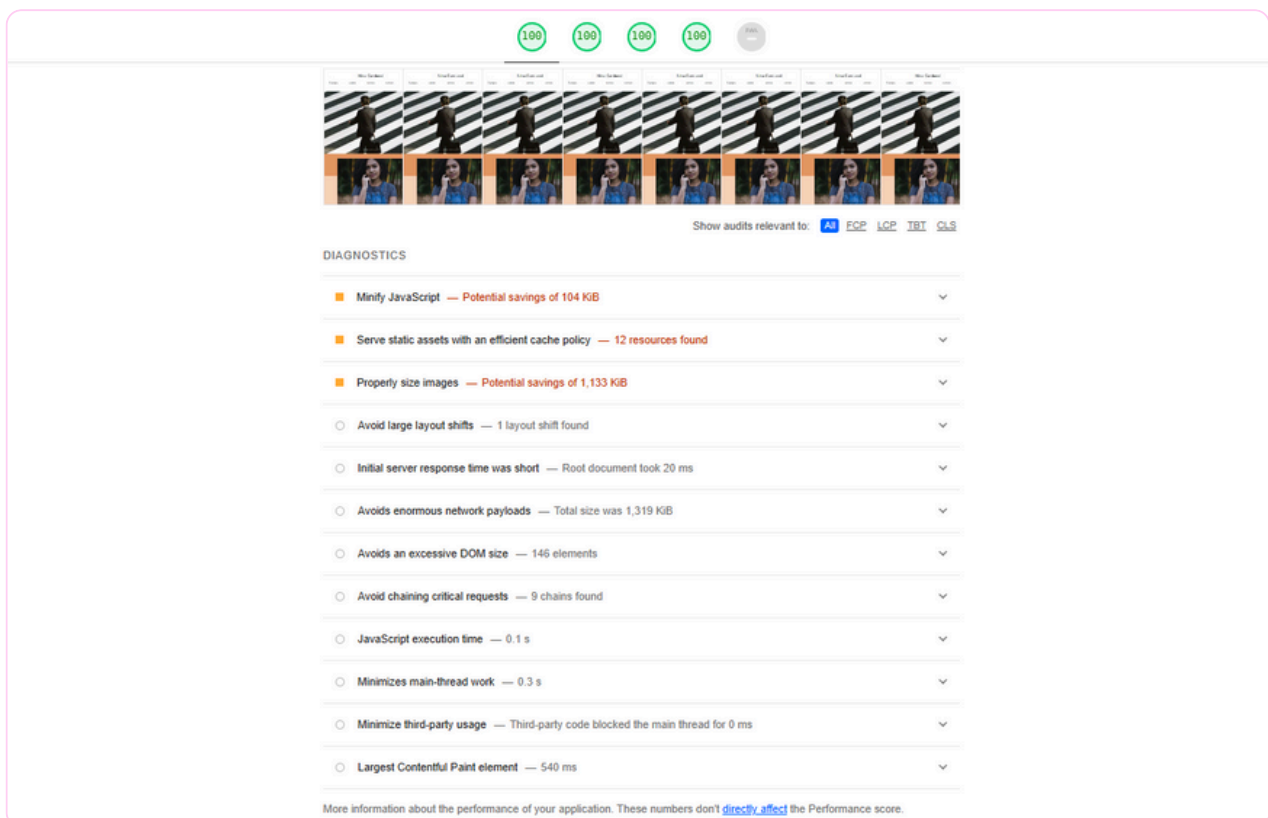 100 100 100 100
Show audits relevant to: All FCP LCP TBT CLS
DIAGNOSTICS
Minify JavaScript — Potential savings of 104 KiB
Serve static assets with an efficient cache policy — 12 resources found
Properly size images — Potential savings of 1,133 KiB
Avoid large layout shifts — 1 layout shift found
Initial server response time was short — Root document took 20 ms
Avoids enormous network payloads — Total size was 1,319 KiB
Avoids an excessive DOM size — 146 elements
Avoid chaining critical requests — 9 chains found
JavaScript execution time — 0.1 s
Minimizes main-thread work — 0.3 s
Minimize third-party usage — Third-party code blocked the main thread for 0 ms
Largest Contentful Paint element — 540 ms
More information about the performance of your application. These numbers don't directly affect the Performance score.